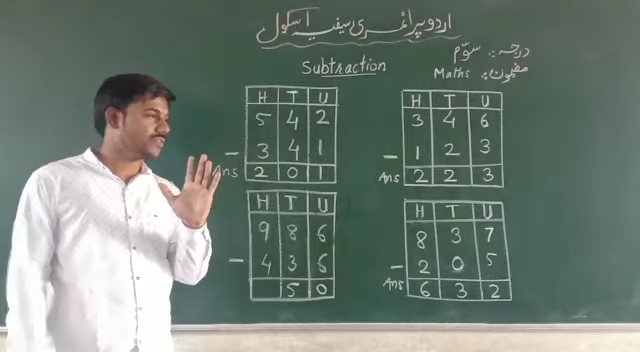 اردو پرائمری سیفیہ اسکول
درجہ :. سوّم
Subtraction
Maths :. مضمون
H T U
5 4 2
- 3 4 1
Ans 2 0 1
H T U
3 4 6
- 1 2 3
Ans 2 2 3
H T U
9 8 6
- 4 3 6
5 0
H T U
8 3 7
- 2 0 5
Ans 6 3 2